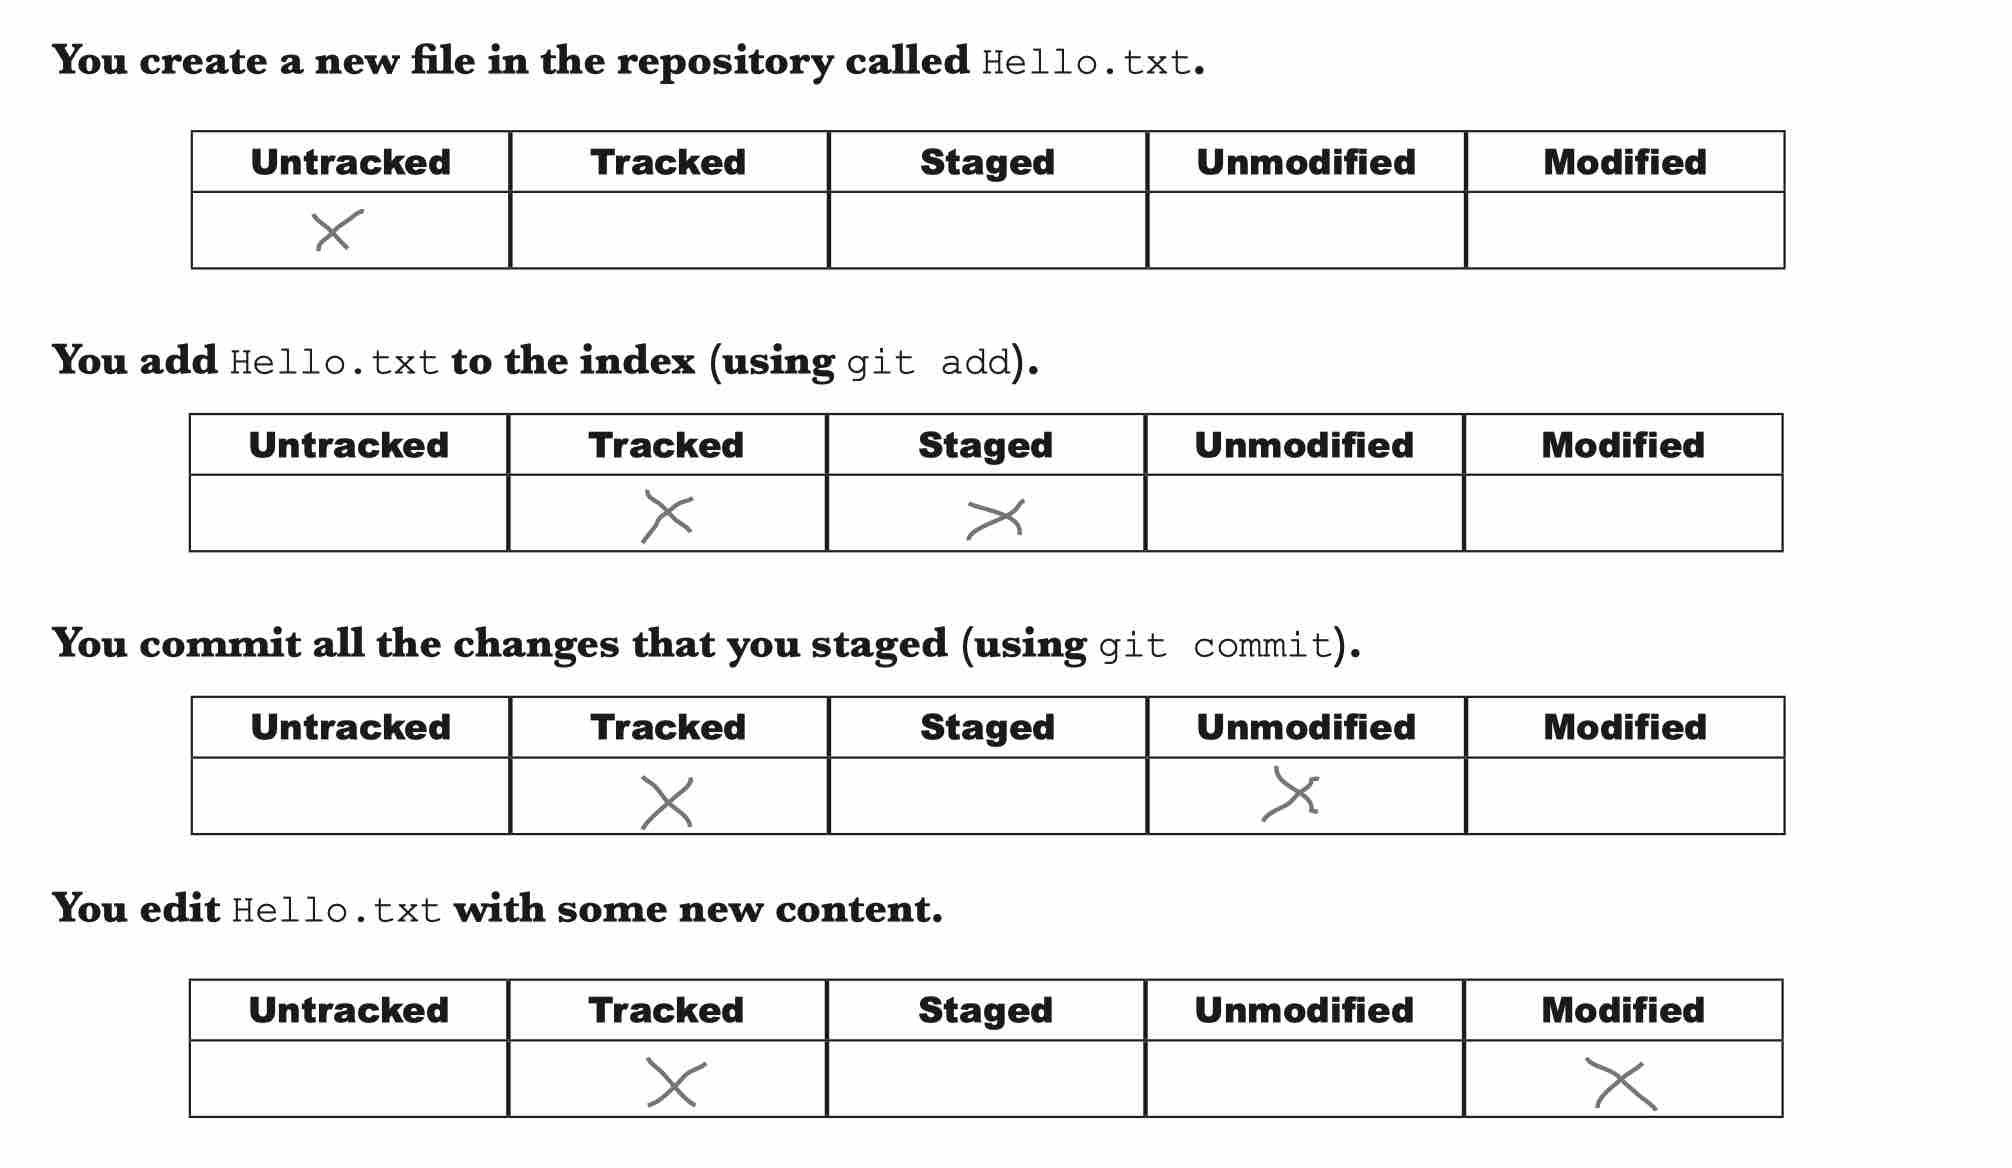 You create a new file in the repository called Hello.txt.
Untracked Tracked Staged Unmodified Modified
X
You add Hello.txt to the index (using git add).
Untracked Tracked Staged Unmodified Modified
X X
You commit all the changes that you staged (using git commit).
Untracked Tracked Staged Unmodified Modified
X X
You edit Hello.txt with some new content.
Untracked Tracked Staged Unmodified Modified
X X